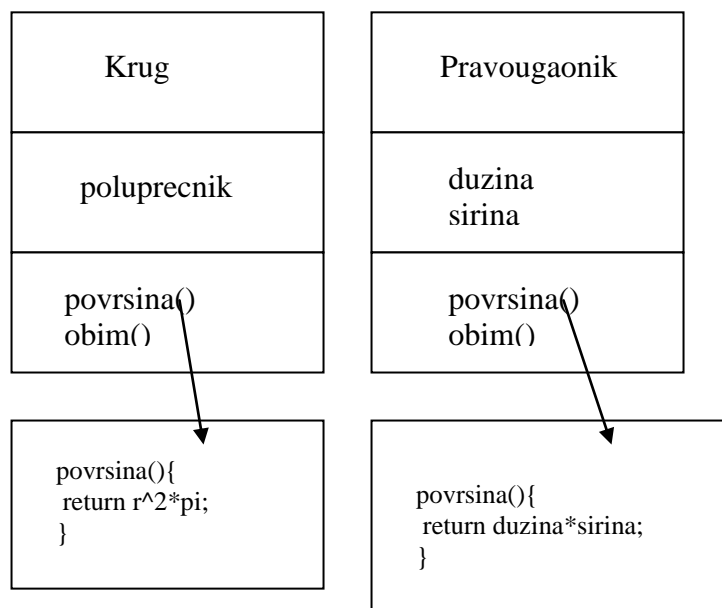 Krug
poluprecnik
povrsina()
obim()
povrsina(){
return r^2*pi;
}
Pravougaonik
duzina
sirina
povrsina()
obim()
povrsina(){
return duzina*sirina;
}